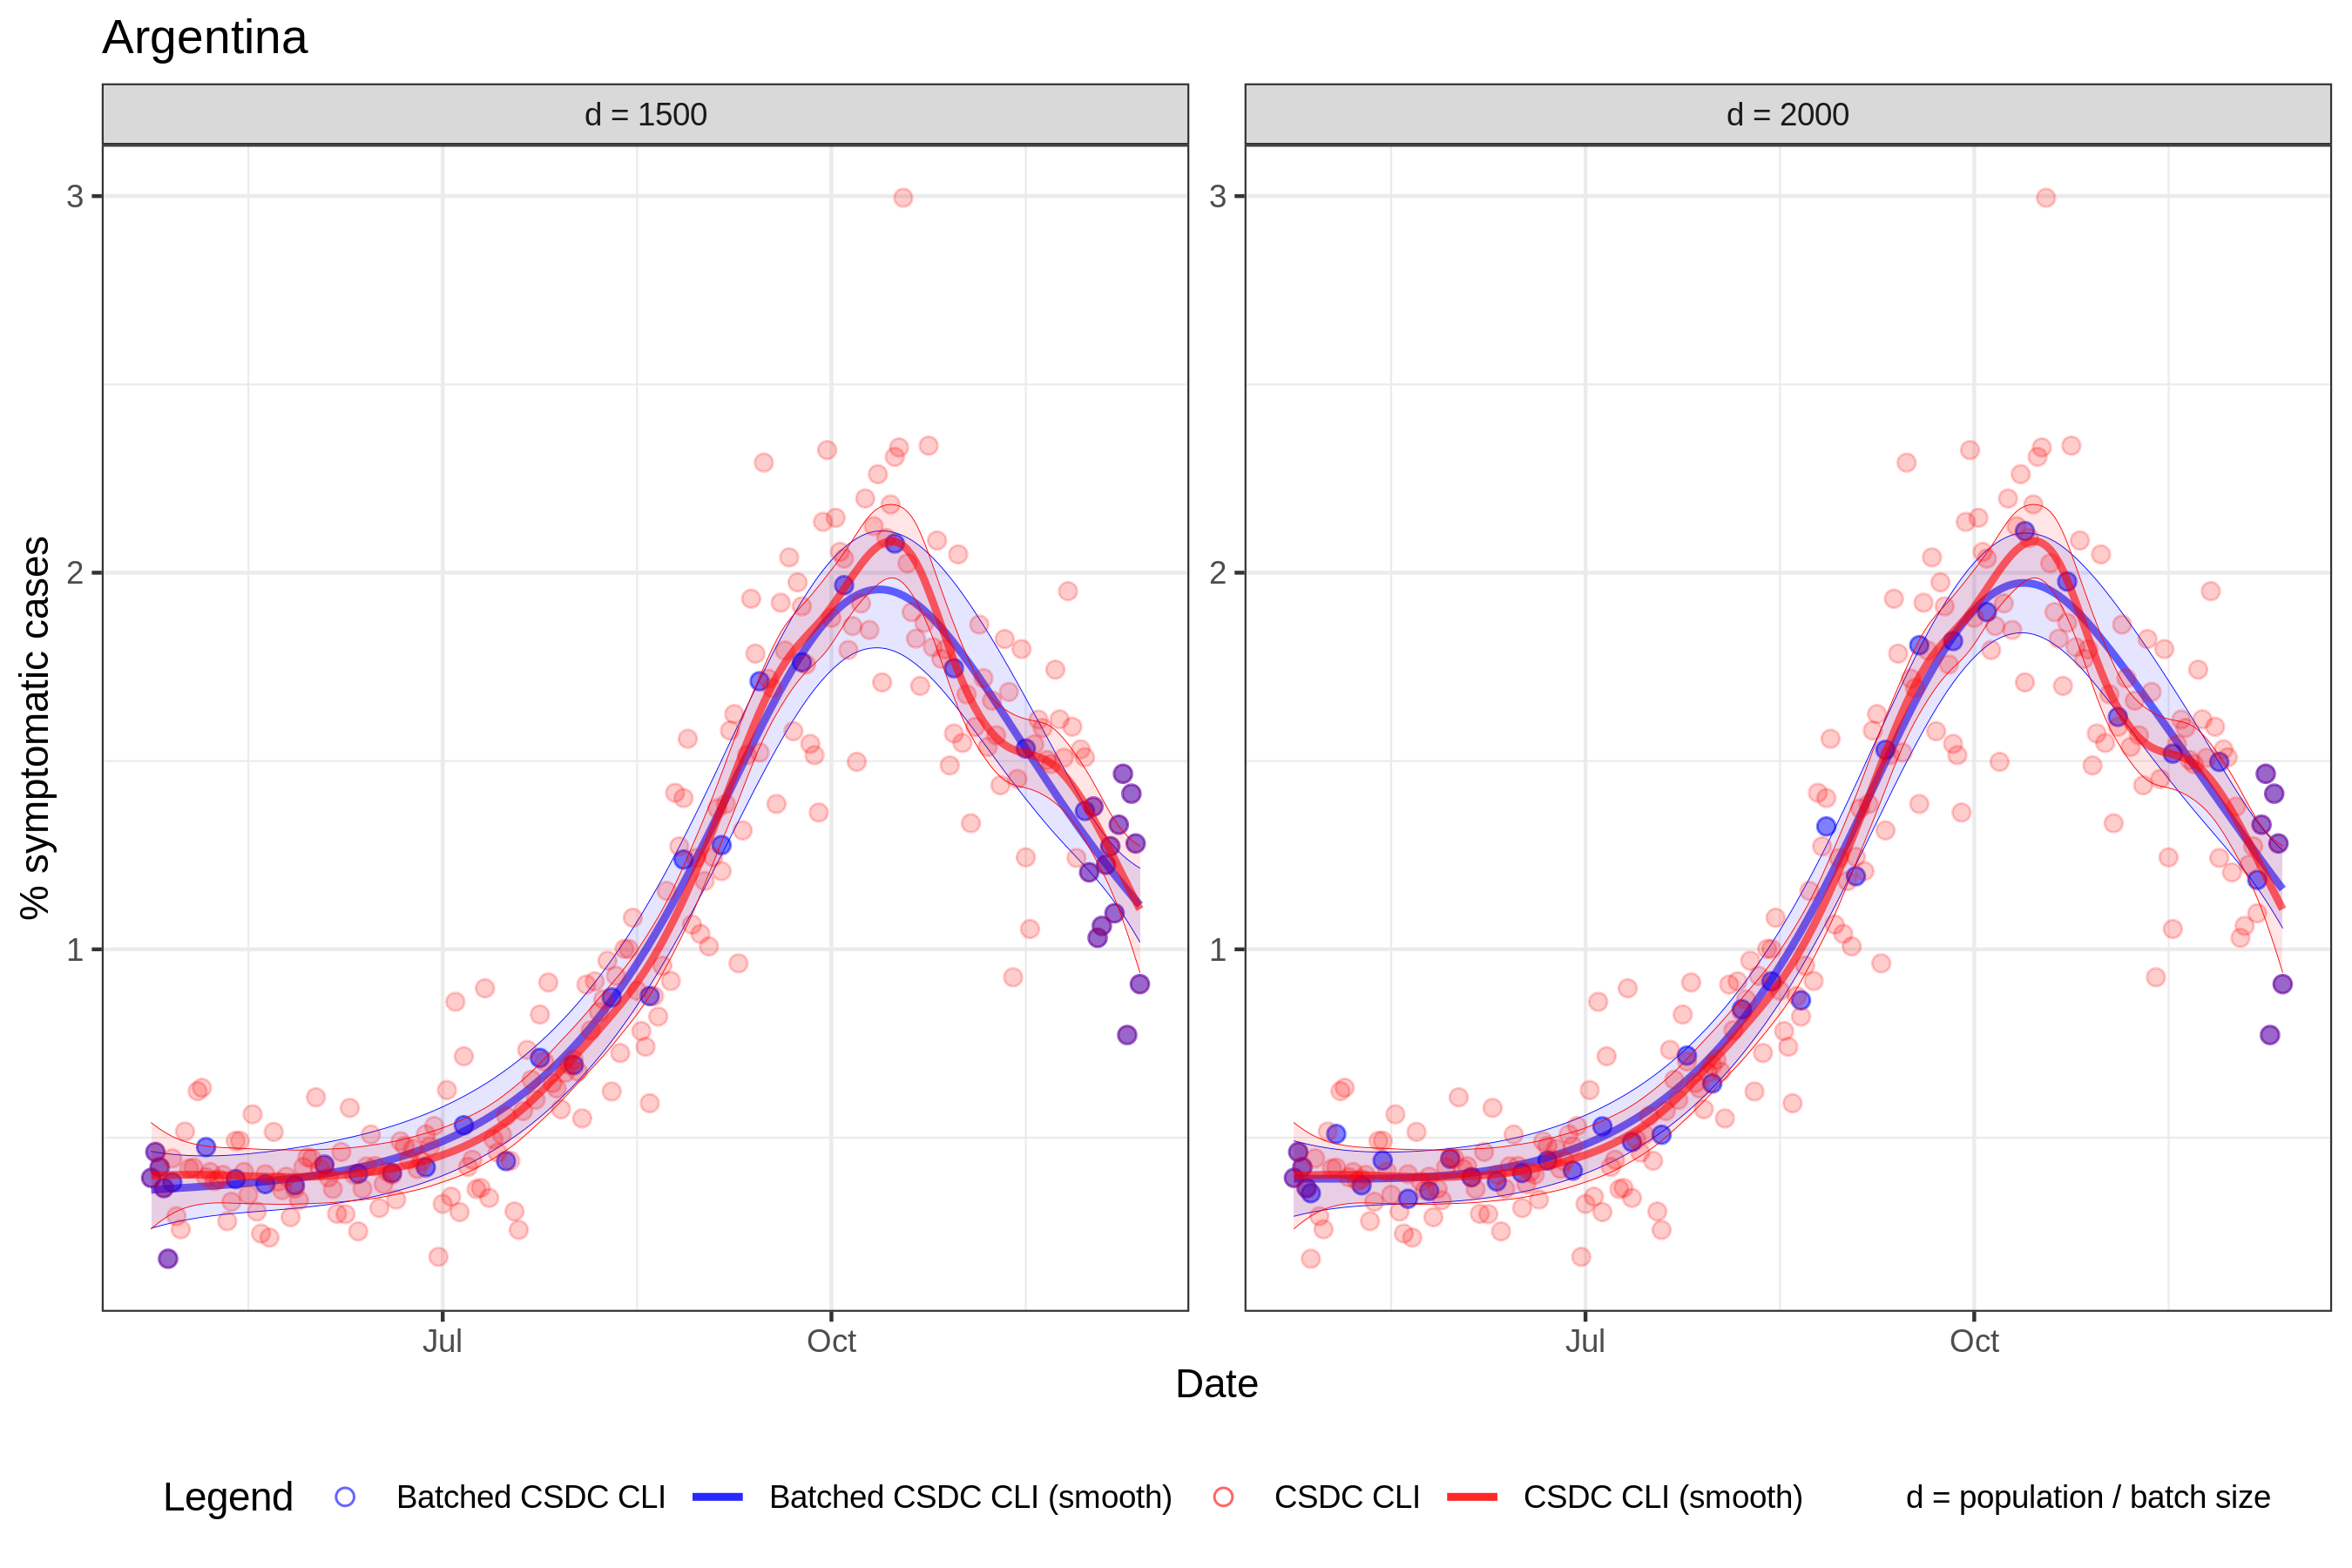 Argentina
d = 1500
d = 2000
% symptomatic cases
3
2
1
3
2
1
Jul
Oct
Jul
Oct
Date
Legend
Batched CSDC CLI
Batched CSDC CLI (smooth)
CSDC CLI
CSDC CLI (smooth)
d = population / batch size